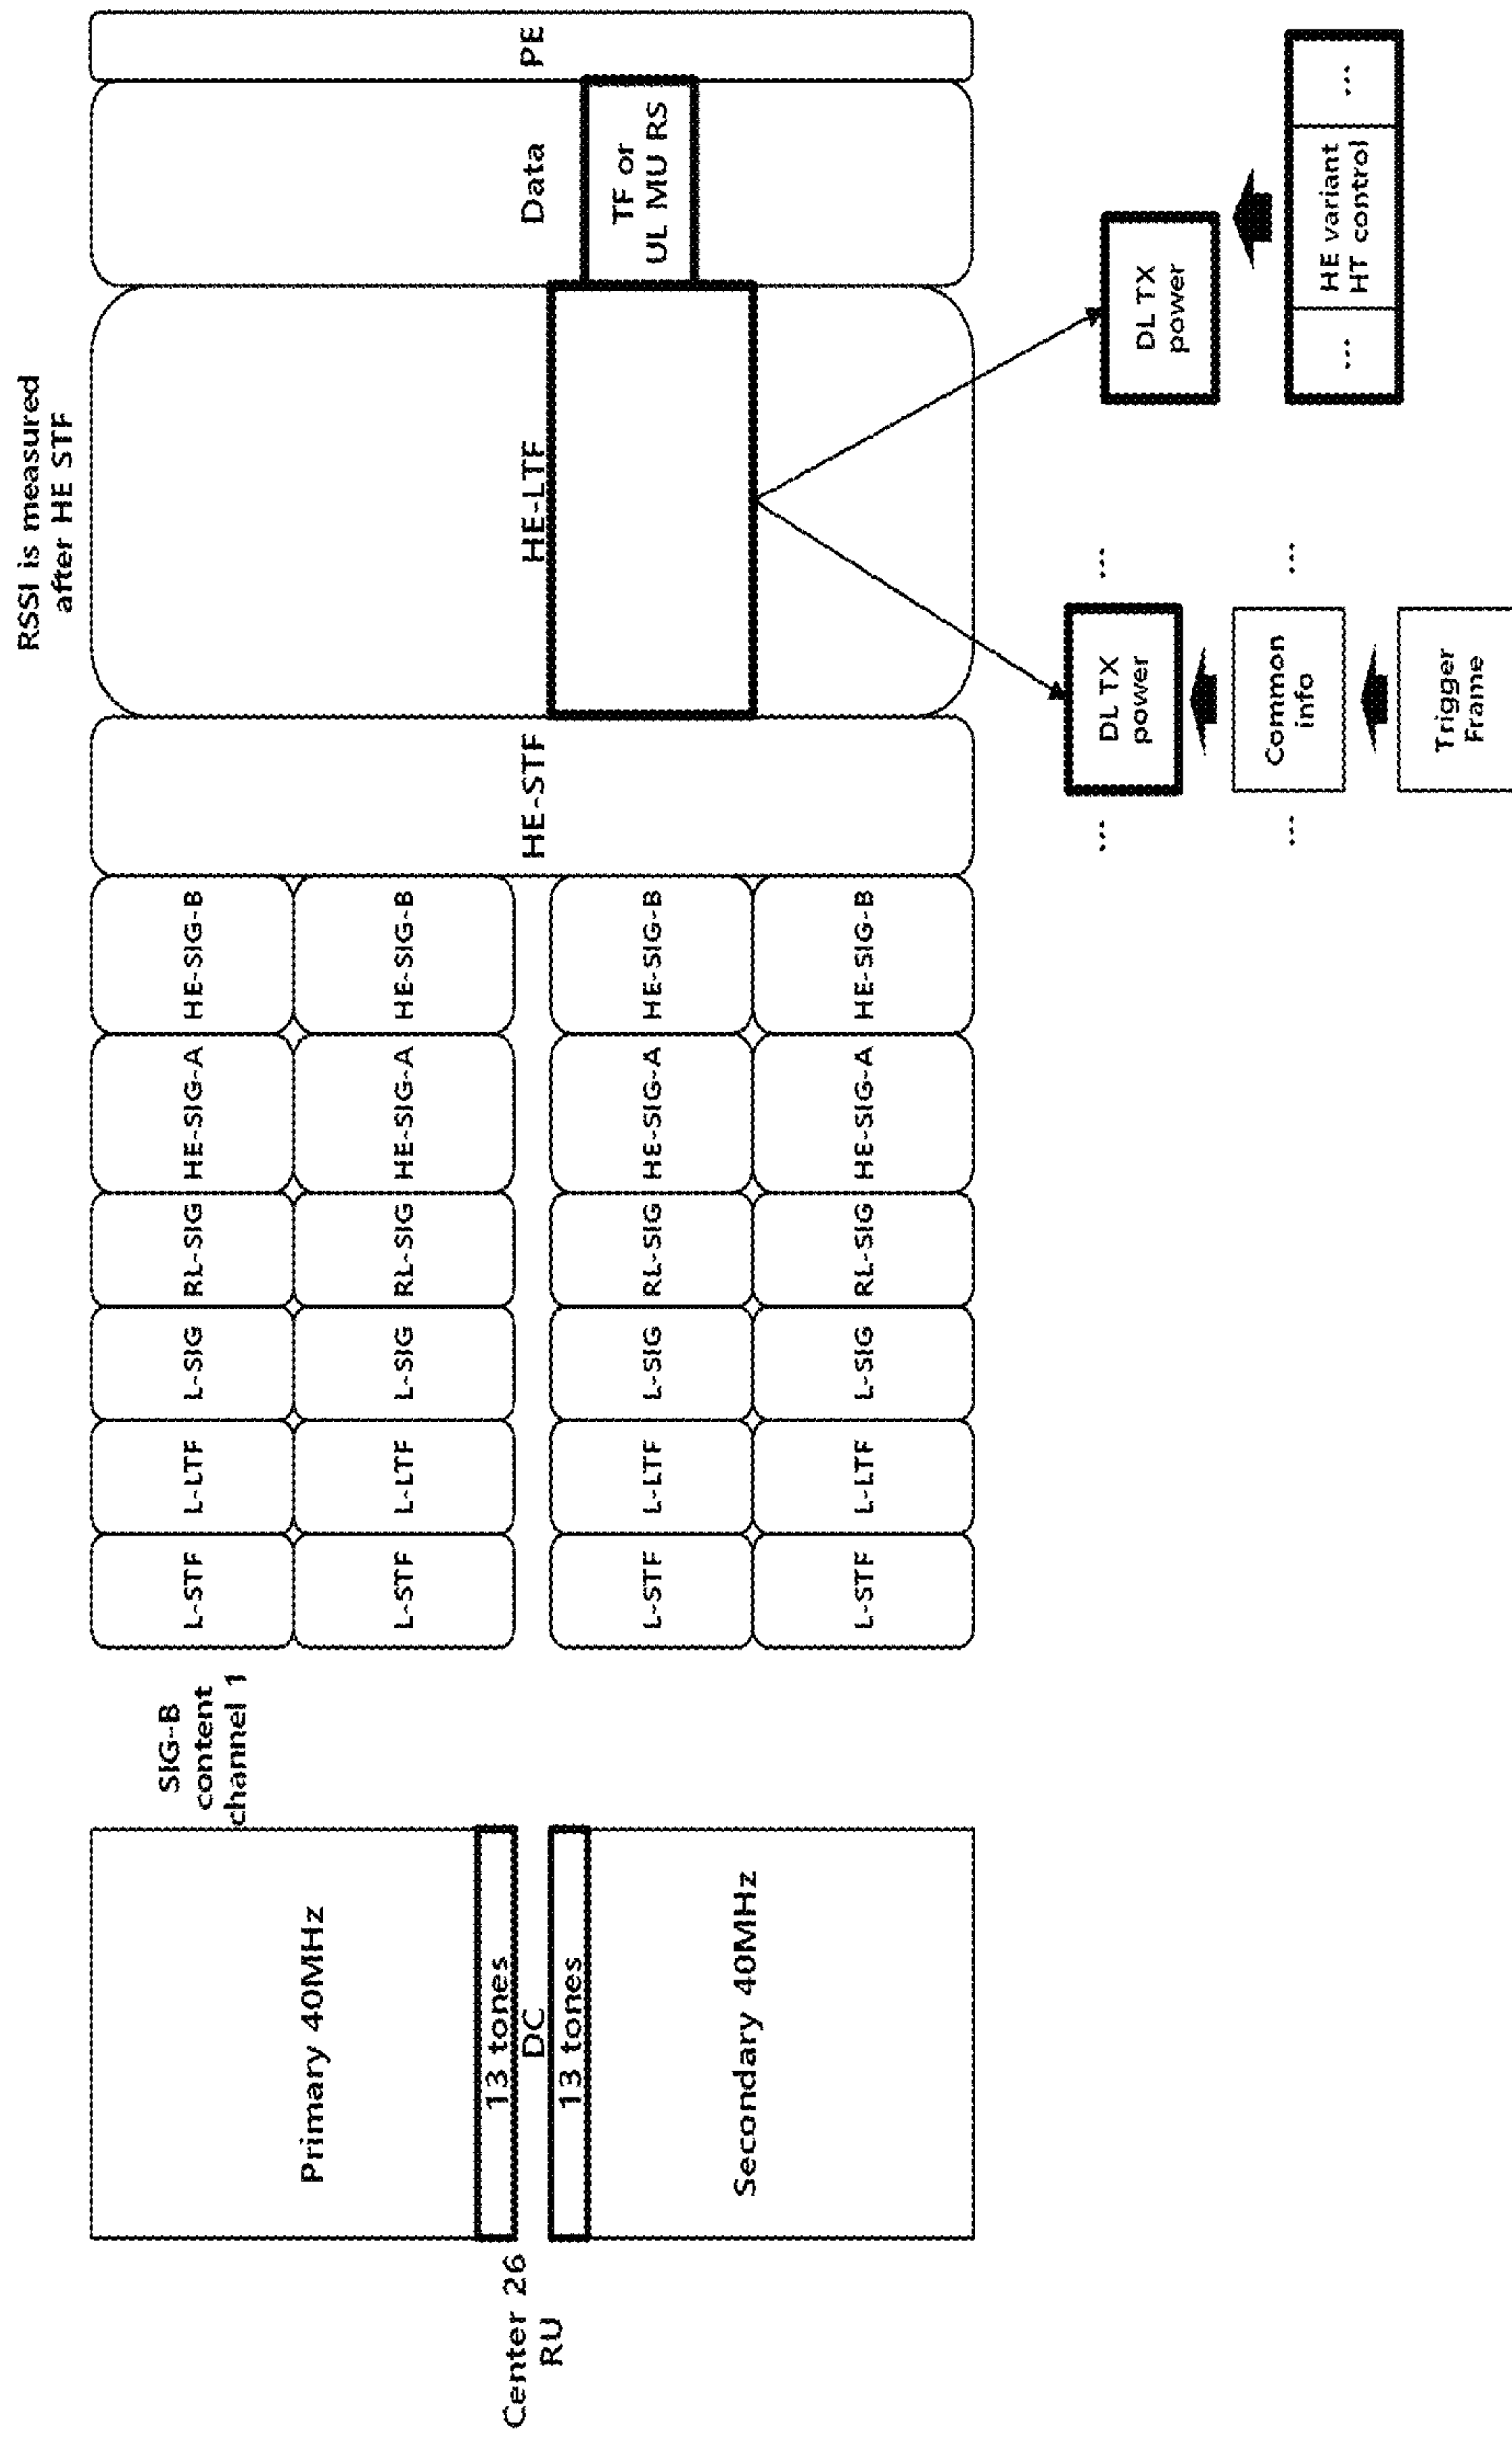 RSSI is measured
after HE STF
SIG-B
content
channel 1
L-STF
L-LTF
L-SIG
RL-SIG
HE-SIG-A
HE-SIG-B
L-STF
L-LTF
L-SIG
RL-SIG
HE-SIG-A
HE-SIG-B
L-STF
L-LTF
L-SIG
RL-SIG
HE-SIG-A
HE-SIG-B
L-STF
L-LTF
L-SIG
RL-SIG
HE-SIG-A
HE-SIG-B
HE-STF
HE-LTF
Data
PE
TF or
UL MU RS
Primary 40MHz
Center 26
RU
13 tones
DC
13 tones
Secondary 40MHz
...
DL TX
power
...
DL TX
power
...
Common
info
...
Trigger
Frame
...
HE variant
HT control
...